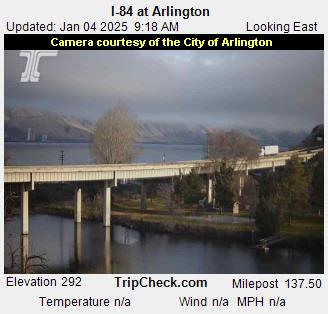 I-84 at Arlington
Updated: Jan 04 2025 9:18 AM Looking East
Camera courtesy of the City of Arlington
Elevation 292 TripCheck.com Milepost 137.50
Temperature n/a Wind n/a MPH n/a